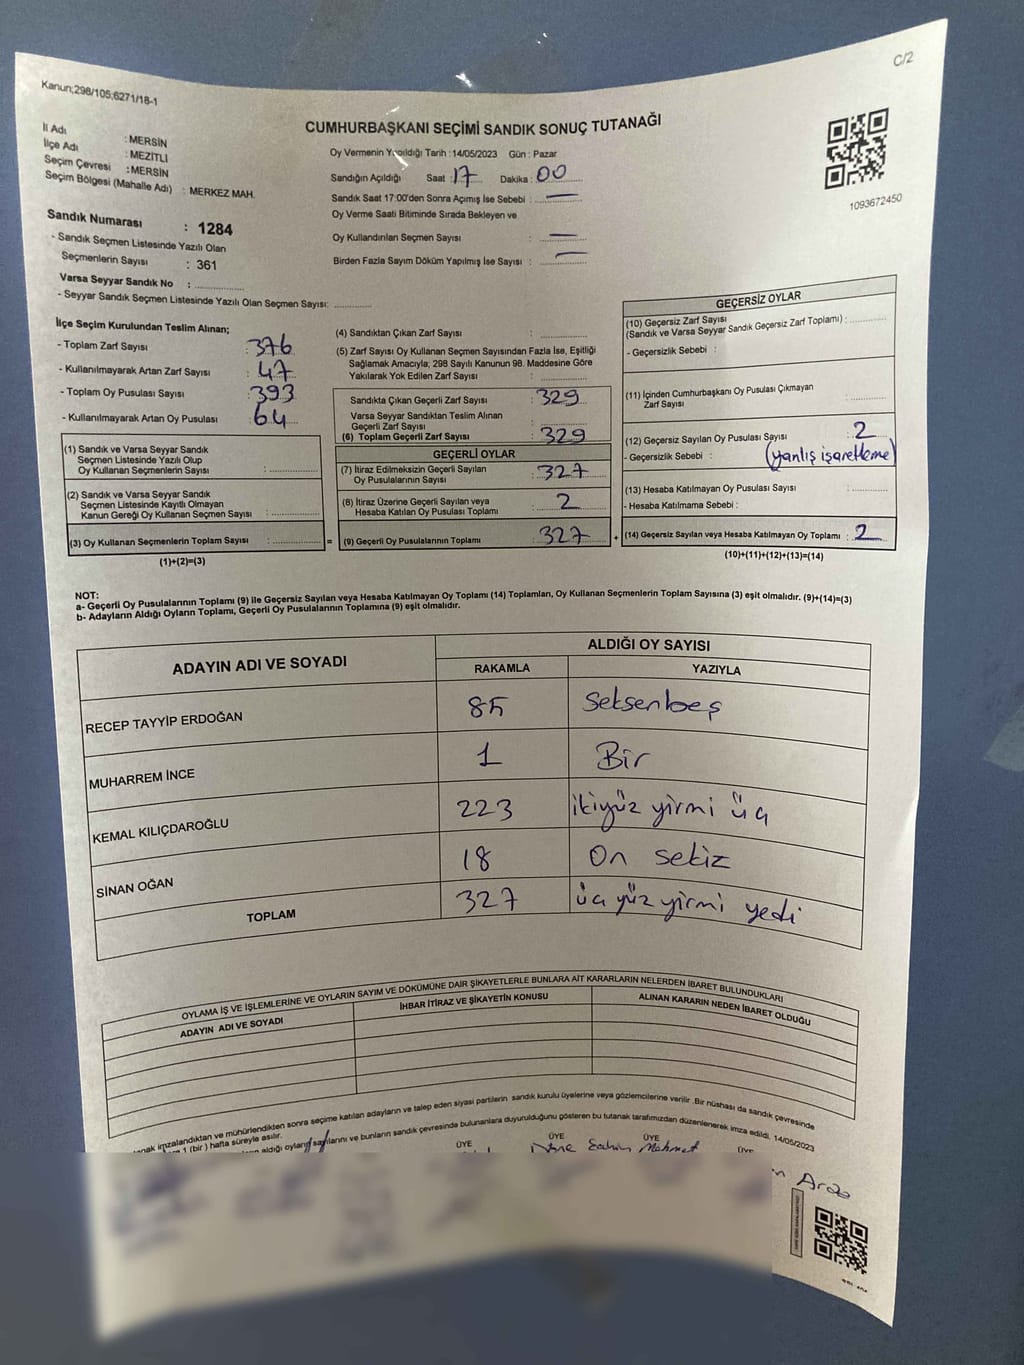 C/2
Kanun;298/105;6271/18-1
CUMHURBAŞKANI SEÇİMİ SANDIK SONUÇ TUTANAĞI
İl Adı : MERSİN
İlçe Adı : MEZİTLİ
Seçim Çevresi : MERSİN
Seçim Bölgesi (Mahalle Adı) : MERKEZ MAH.
Oy Vermenin Yapıldığı Tarih : 14/05/2023 Gün : Pazar
Sandığın Açıldığı Saat : 17 Dakika : 00
Sandık Saat 17:00'den Sonra Açımış İse Sebebi : —
Oy Verme Saati Bitiminde Sırada Bekleyen ve
Oy Kullandırılan Seçmen Sayısı : —
Birden Fazla Sayım Döküm Yapılmış İse Sayısı : —
1093672450
Sandık Numarası : 1284
- Sandık Seçmen Listesinde Yazılı Olan
Seçmenlerin Sayısı : 361
Varsa Seyyar Sandık No :
- Seyyar Sandık Seçmen Listesinde Yazılı Olan Seçmen Sayısı:
İlçe Seçim Kurulundan Teslim Alınan;
- Toplam Zarf Sayısı : 376
- Kullanılmayarak Artan Zarf Sayısı : 47
- Toplam Oy Pusulası Sayısı : 393
- Kullanılmayarak Artan Oy Pusulası : 64
(1) Sandık ve Varsa Seyyar Sandık
Seçmen Listesinde Yazılı Olup
Oy Kullanan Seçmenlerin Sayısı :
(2) Sandık ve Varsa Seyyar Sandık
Seçmen Listesinde Kayıtlı Olmayan
Kanun Gereği Oy Kullanan Seçmen Sayısı :
(3) Oy Kullanan Seçmenlerin Toplam Sayısı :
(1)+(2)=(3)
(4) Sandıktan Çıkan Zarf Sayısı :
(5) Zarf Sayısı Oy Kullanan Seçmen Sayısından Fazla İse, Eşitliği
Sağlamak Amacıyla; 298 Sayılı Kanunun 98. Maddesine Göre
Yakılarak Yok Edilen Zarf Sayısı :
Sandıkta Çıkan Geçerli Zarf Sayısı : 329
Varsa Seyyar Sandıktan Teslim Alınan
Geçerli Zarf Sayısı :
(6) Toplam Geçerli Zarf Sayısı : 329
GEÇERLİ OYLAR
(7) İtiraz Edilmeksizin Geçerli Sayılan
Oy Pusulalarının Sayısı : 327
(8) İtiraz Üzerine Geçerli Sayılan veya
Hesaba Katılan Oy Pusulası Toplamı : 2
= (9) Geçerli Oy Pusulalarının Toplamı : 327 +
GEÇERSİZ OYLAR
(10) Geçersiz Zarf Sayısı
(Sandık ve Varsa Seyyar Sandık Geçersiz Zarf Toplamı) :
- Geçersizlik Sebebi :
(11) İçinden Cumhurbaşkanı Oy Pusulası Çıkmayan
Zarf Sayısı :
(12) Geçersiz Sayılan Oy Pusulası Sayısı : 2
- Geçersizlik Sebebi : (yanlış işaretleme)
(13) Hesaba Katılmayan Oy Pusulası Sayısı :
- Hesaba Katılmama Sebebi :
(14) Geçersiz Sayılan veya Hesaba Katılmayan Oy Toplamı : 2
(10)+(11)+(12)+(13)=(14)
NOT:
a- Geçerli Oy Pusulalarının Toplamı (9) ile Geçersiz Sayılan veya Hesaba Katılmayan Oy Toplamı (14) Toplamları, Oy Kullanan Seçmenlerin Toplam Sayısına (3) eşit olmalıdır. (9)+(14)=(3)
b- Adayların Aldığı Oyların Toplamı, Geçerli Oy Pusulalarının Toplamına (9) eşit olmalıdır.
ADAYIN ADI VE SOYADI
ALDIĞI OY SAYISI
RAKAMLA YAZIYLA
RECEP TAYYİP ERDOĞAN 85 Seksenbeş
MUHARREM İNCE 1 Bir
KEMAL KILIÇDAROĞLU 223 ikiyüz yirmi üç
SİNAN OĞAN 18 On sekiz
TOPLAM 327 üç yüz yirmi yedi
OYLAMA İŞ VE İŞLEMLERİNE VE OYLARIN SAYIM VE DÖKÜMÜNE DAİR ŞİKAYETLERLE BUNLARA AİT KARARLARIN NELERDEN İBARET BULUNDUKLARI
ADAYIN ADI VE SOYADI İHBAR İTİRAZ VE ŞİKAYETİN KONUSU ALINAN KARARIN NEDEN İBARET OLDUĞU
imzalandıktan ve mühürlendikten sonra seçime katılan adayların ve talep eden siyasi partilerin sandık kurulu üyelerine veya gözlemcilerine verilir .Bir nüshası da sandık çevresinde
1 (bir ) hafta süreyle asılır.
aldığı oyların sayılarını ve bunların sandık çevresinde bulunanlara duyurulduğunu gösteren bu tutanak tarafımızdan düzenlenerek imza edildi. 14/05/2023
ÜYE ÜYE ÜYE ÜYE
Şahin Mehmet